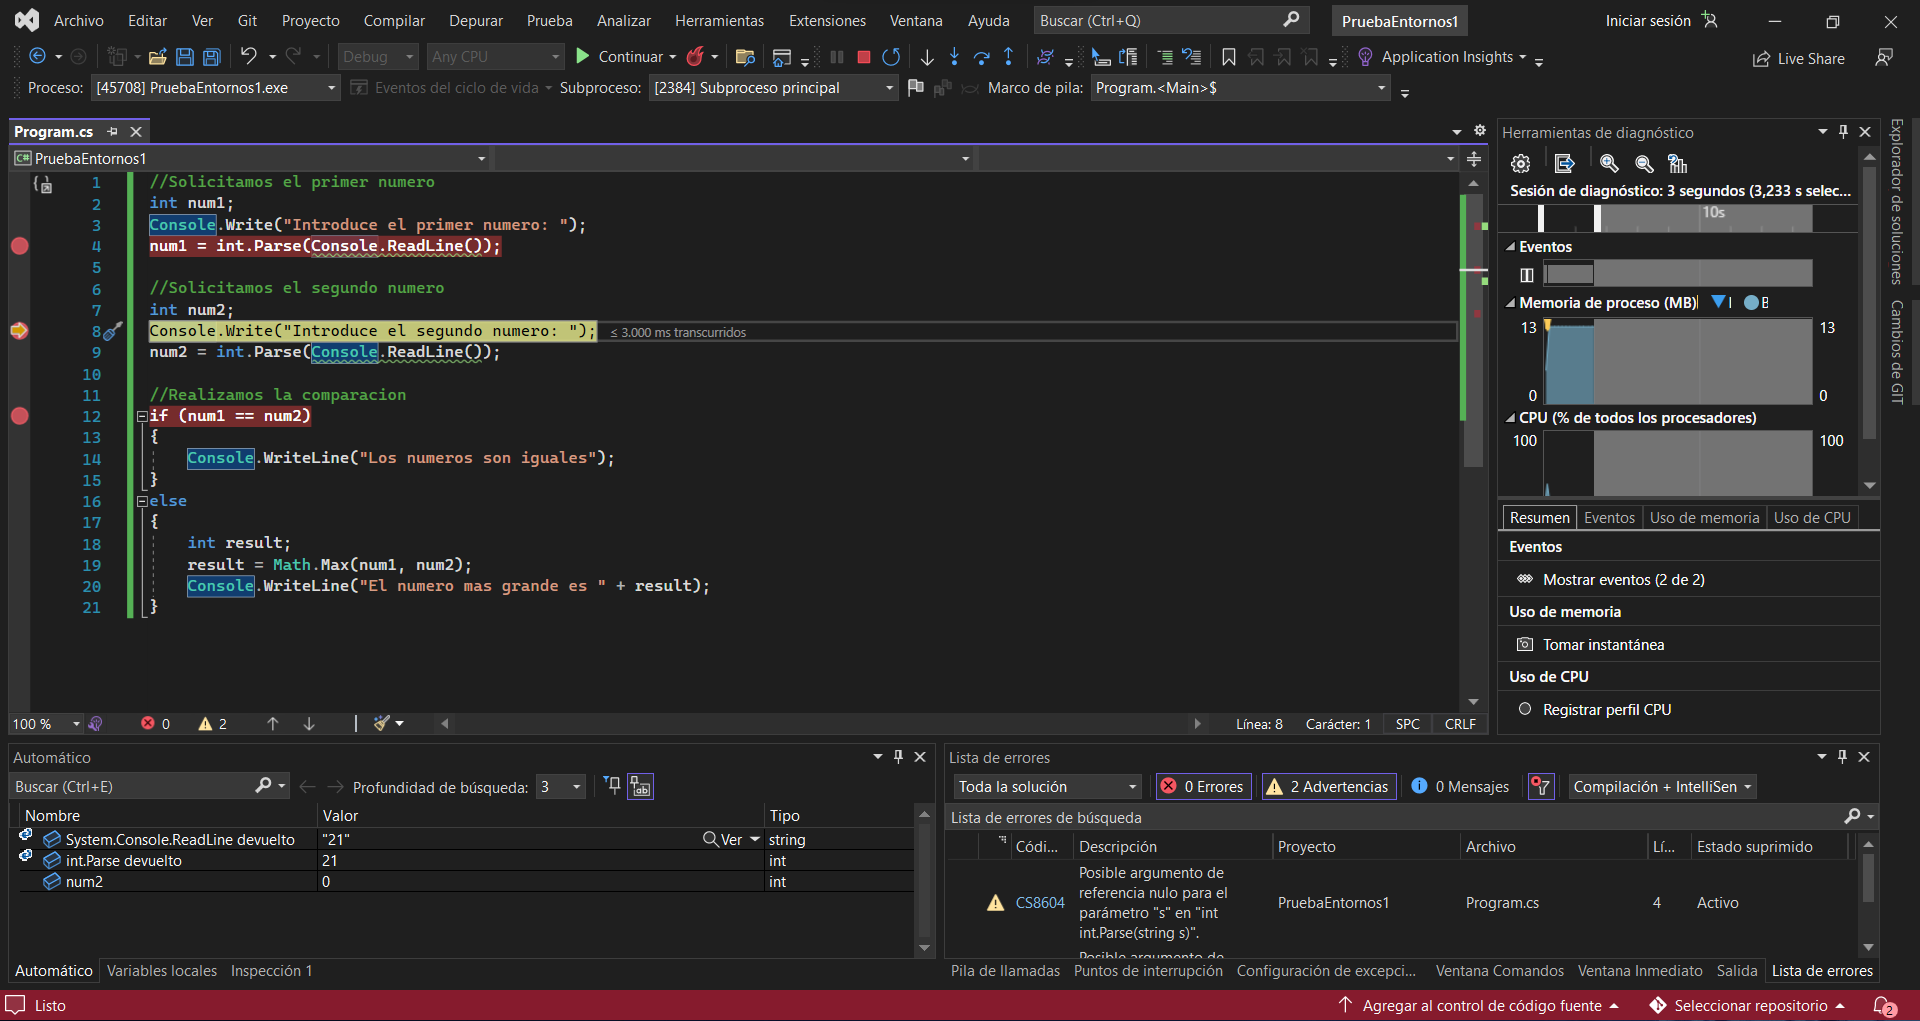 Archivo Editar Ver Git Proyecto Compilar Depurar Prueba Analizar Herramientas Extensiones Ventana Ayuda Buscar (Ctrl+Q) PruebaEntornos1 Iniciar sesión
Debug Any CPU Continuar Application Insights Live Share
Proceso: [45708] PruebaEntornos1.exe Eventos del ciclo de vida Subproceso: [2384] Subproceso principal Marco de pila: Program.<Main>$
Program.cs
C# PruebaEntornos1
1 //Solicitamos el primer numero
2 int num1;
3 Console.Write("Introduce el primer numero: ");
4 num1 = int.Parse(Console.ReadLine());
5
6 //Solicitamos el segundo numero
7 int num2;
8 Console.Write("Introduce el segundo numero: "); ≤ 3.000 ms transcurridos
9 num2 = int.Parse(Console.ReadLine());
10
11 //Realizamos la comparacion
12 if (num1 == num2)
13 {
14 Console.WriteLine("Los numeros son iguales");
15 }
16 else
17 {
18 int result;
19 result = Math.Max(num1, num2);
20 Console.WriteLine("El numero mas grande es " + result);
21 }
100 % 0 2 Línea: 8 Carácter: 1 SPC CRLF
Herramientas de diagnóstico
Sesión de diagnóstico: 3 segundos (3,233 s selec...
10s
Eventos
Memoria de proceso (MB) I B
13 13
0 0
CPU (% de todos los procesadores)
100 100
Resumen Eventos Uso de memoria Uso de CPU
Eventos
Mostrar eventos (2 de 2)
Uso de memoria
Tomar instantánea
Uso de CPU
Registrar perfil CPU
Explorador de soluciones
Cambios de GIT
Automático
Buscar (Ctrl+E) Profundidad de búsqueda: 3
Nombre Valor Tipo
System.Console.ReadLine devuelto "21" Ver string
int.Parse devuelto 21 int
num2 0 int
Automático Variables locales Inspección 1
Lista de errores
Toda la solución 0 Errores 2 Advertencias 0 Mensajes Compilación + IntelliSen
Lista de errores de búsqueda
Códi... Descripción Proyecto Archivo Lí... Estado suprimido
CS8604 Posible argumento de referencia nulo para el parámetro "s" en "int int.Parse(string s)". PruebaEntornos1 Program.cs 4 Activo
Posible argumento de
Pila de llamadas Puntos de interrupción Configuración de excepci... Ventana Comandos Ventana Inmediato Salida Lista de errores
Listo Agregar al control de código fuente Seleccionar repositorio 2